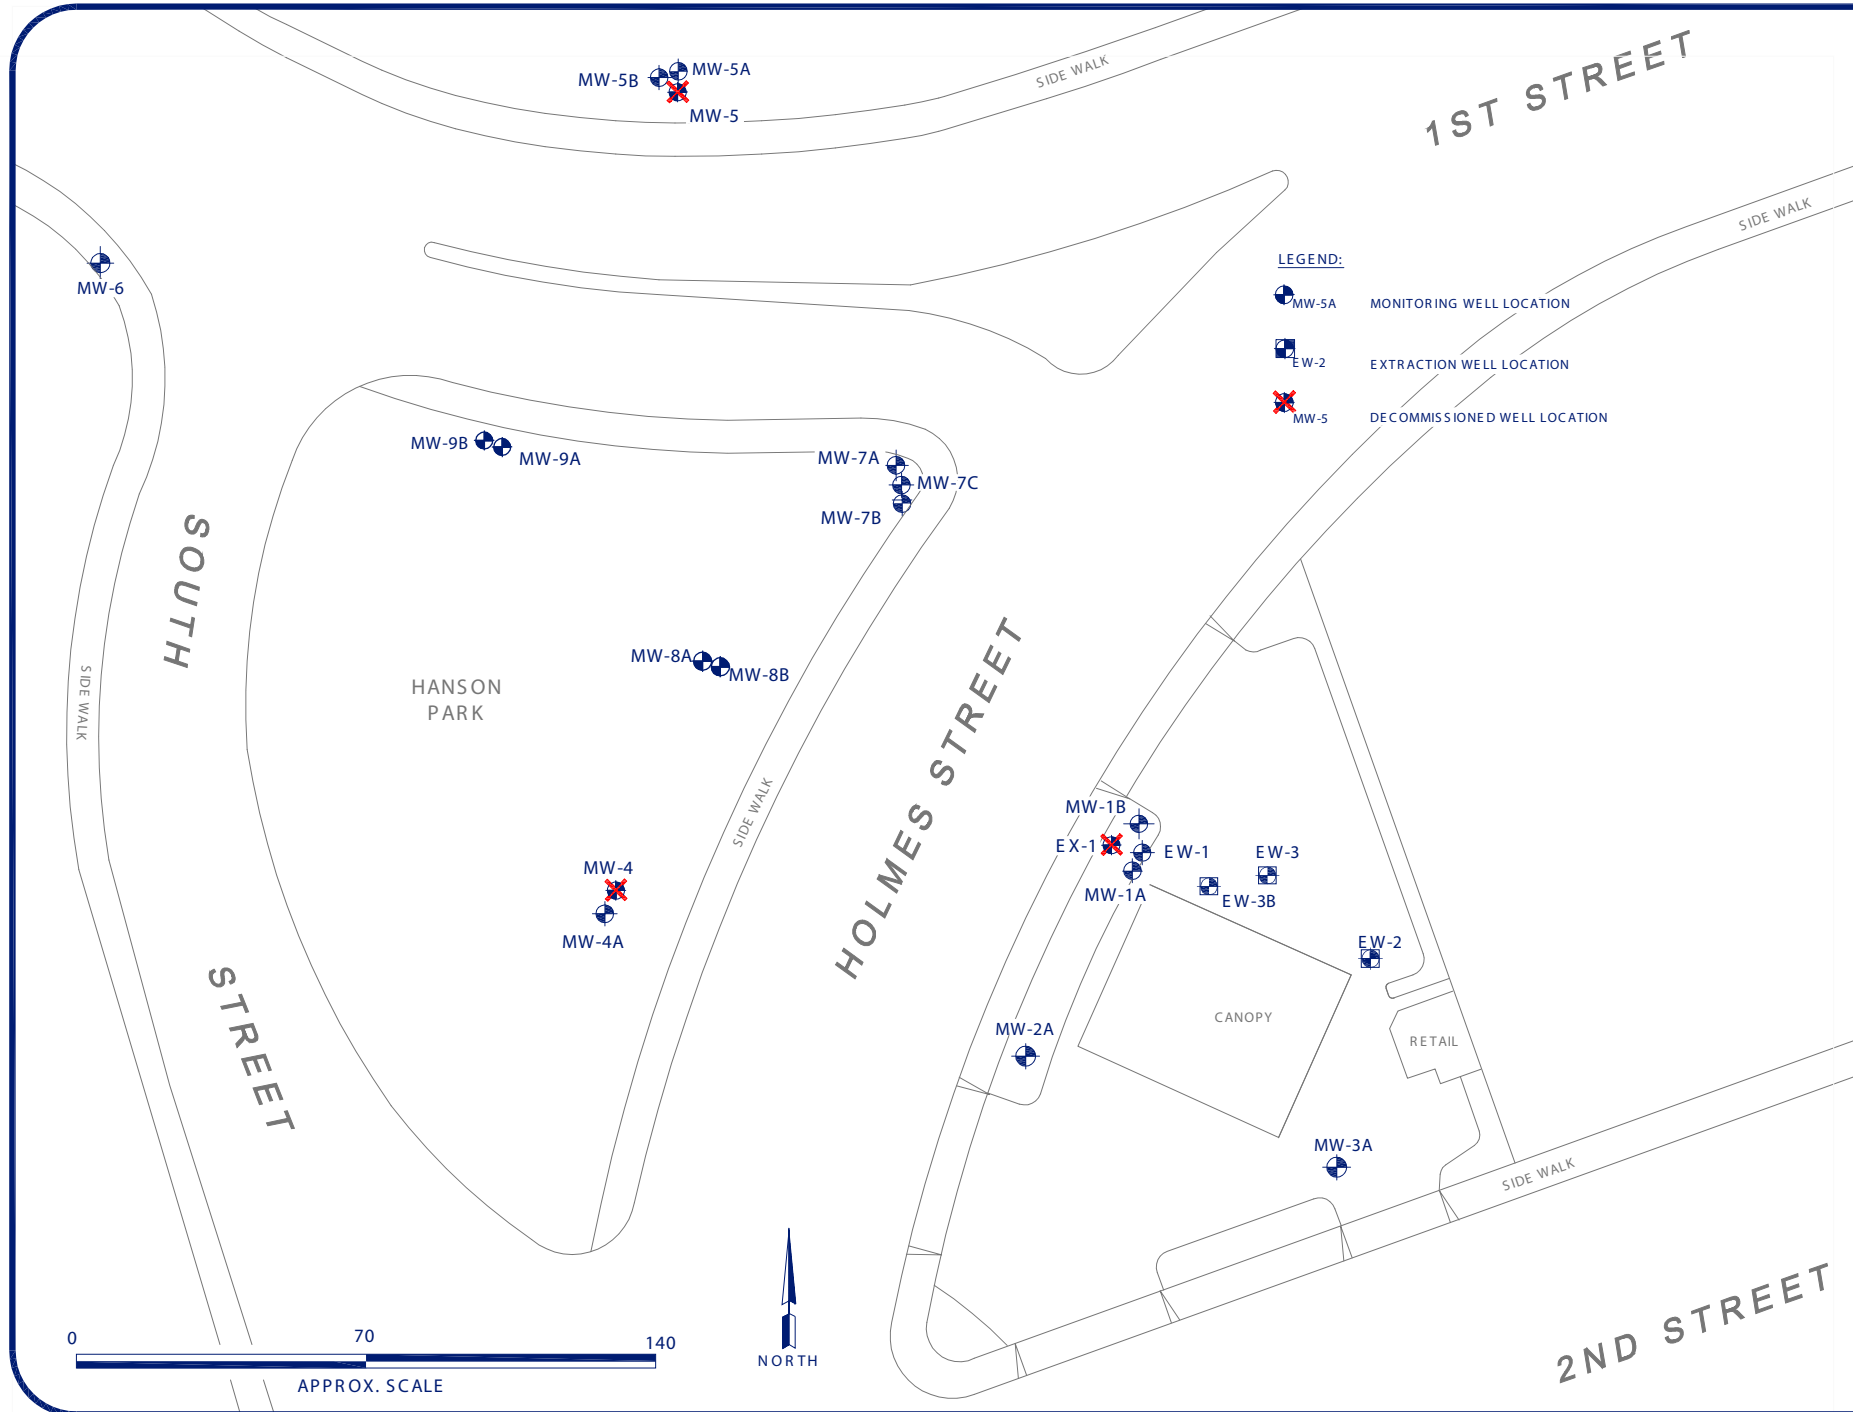 MW-5B
MW-5A
MW-5
SIDE WALK
1ST STREET
SIDE WALK
MW-6
LEGEND:
MW-5A MONITORING WELL LOCATION
EW-2 EXTRACTION WELL LOCATION
MW-5 DECOMMISSIONED WELL LOCATION
MW-9B
MW-9A
MW-7A
MW-7C
MW-7B
SOUTH
STREET
SIDE WALK
MW-8A
MW-8B
HANSON
PARK
HOLMES STREET
SIDE WALK
MW-4
MW-4A
MW-1B
EX-1
EW-1
MW-1A
EW-3
EW-3B
EW-2
CANOPY
RETAIL
MW-2A
MW-3A
SIDE WALK
2ND STREET
0 70 140
APPROX. SCALE
NORTH